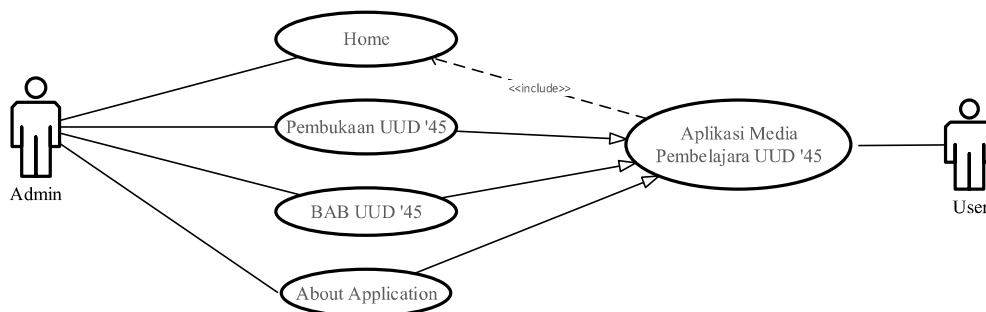 Home
<<include>>
Pembukaan UUD '45
Aplikasi Media
Pembelajara UUD '45
Admin
BAB UUD '45
User
About Application